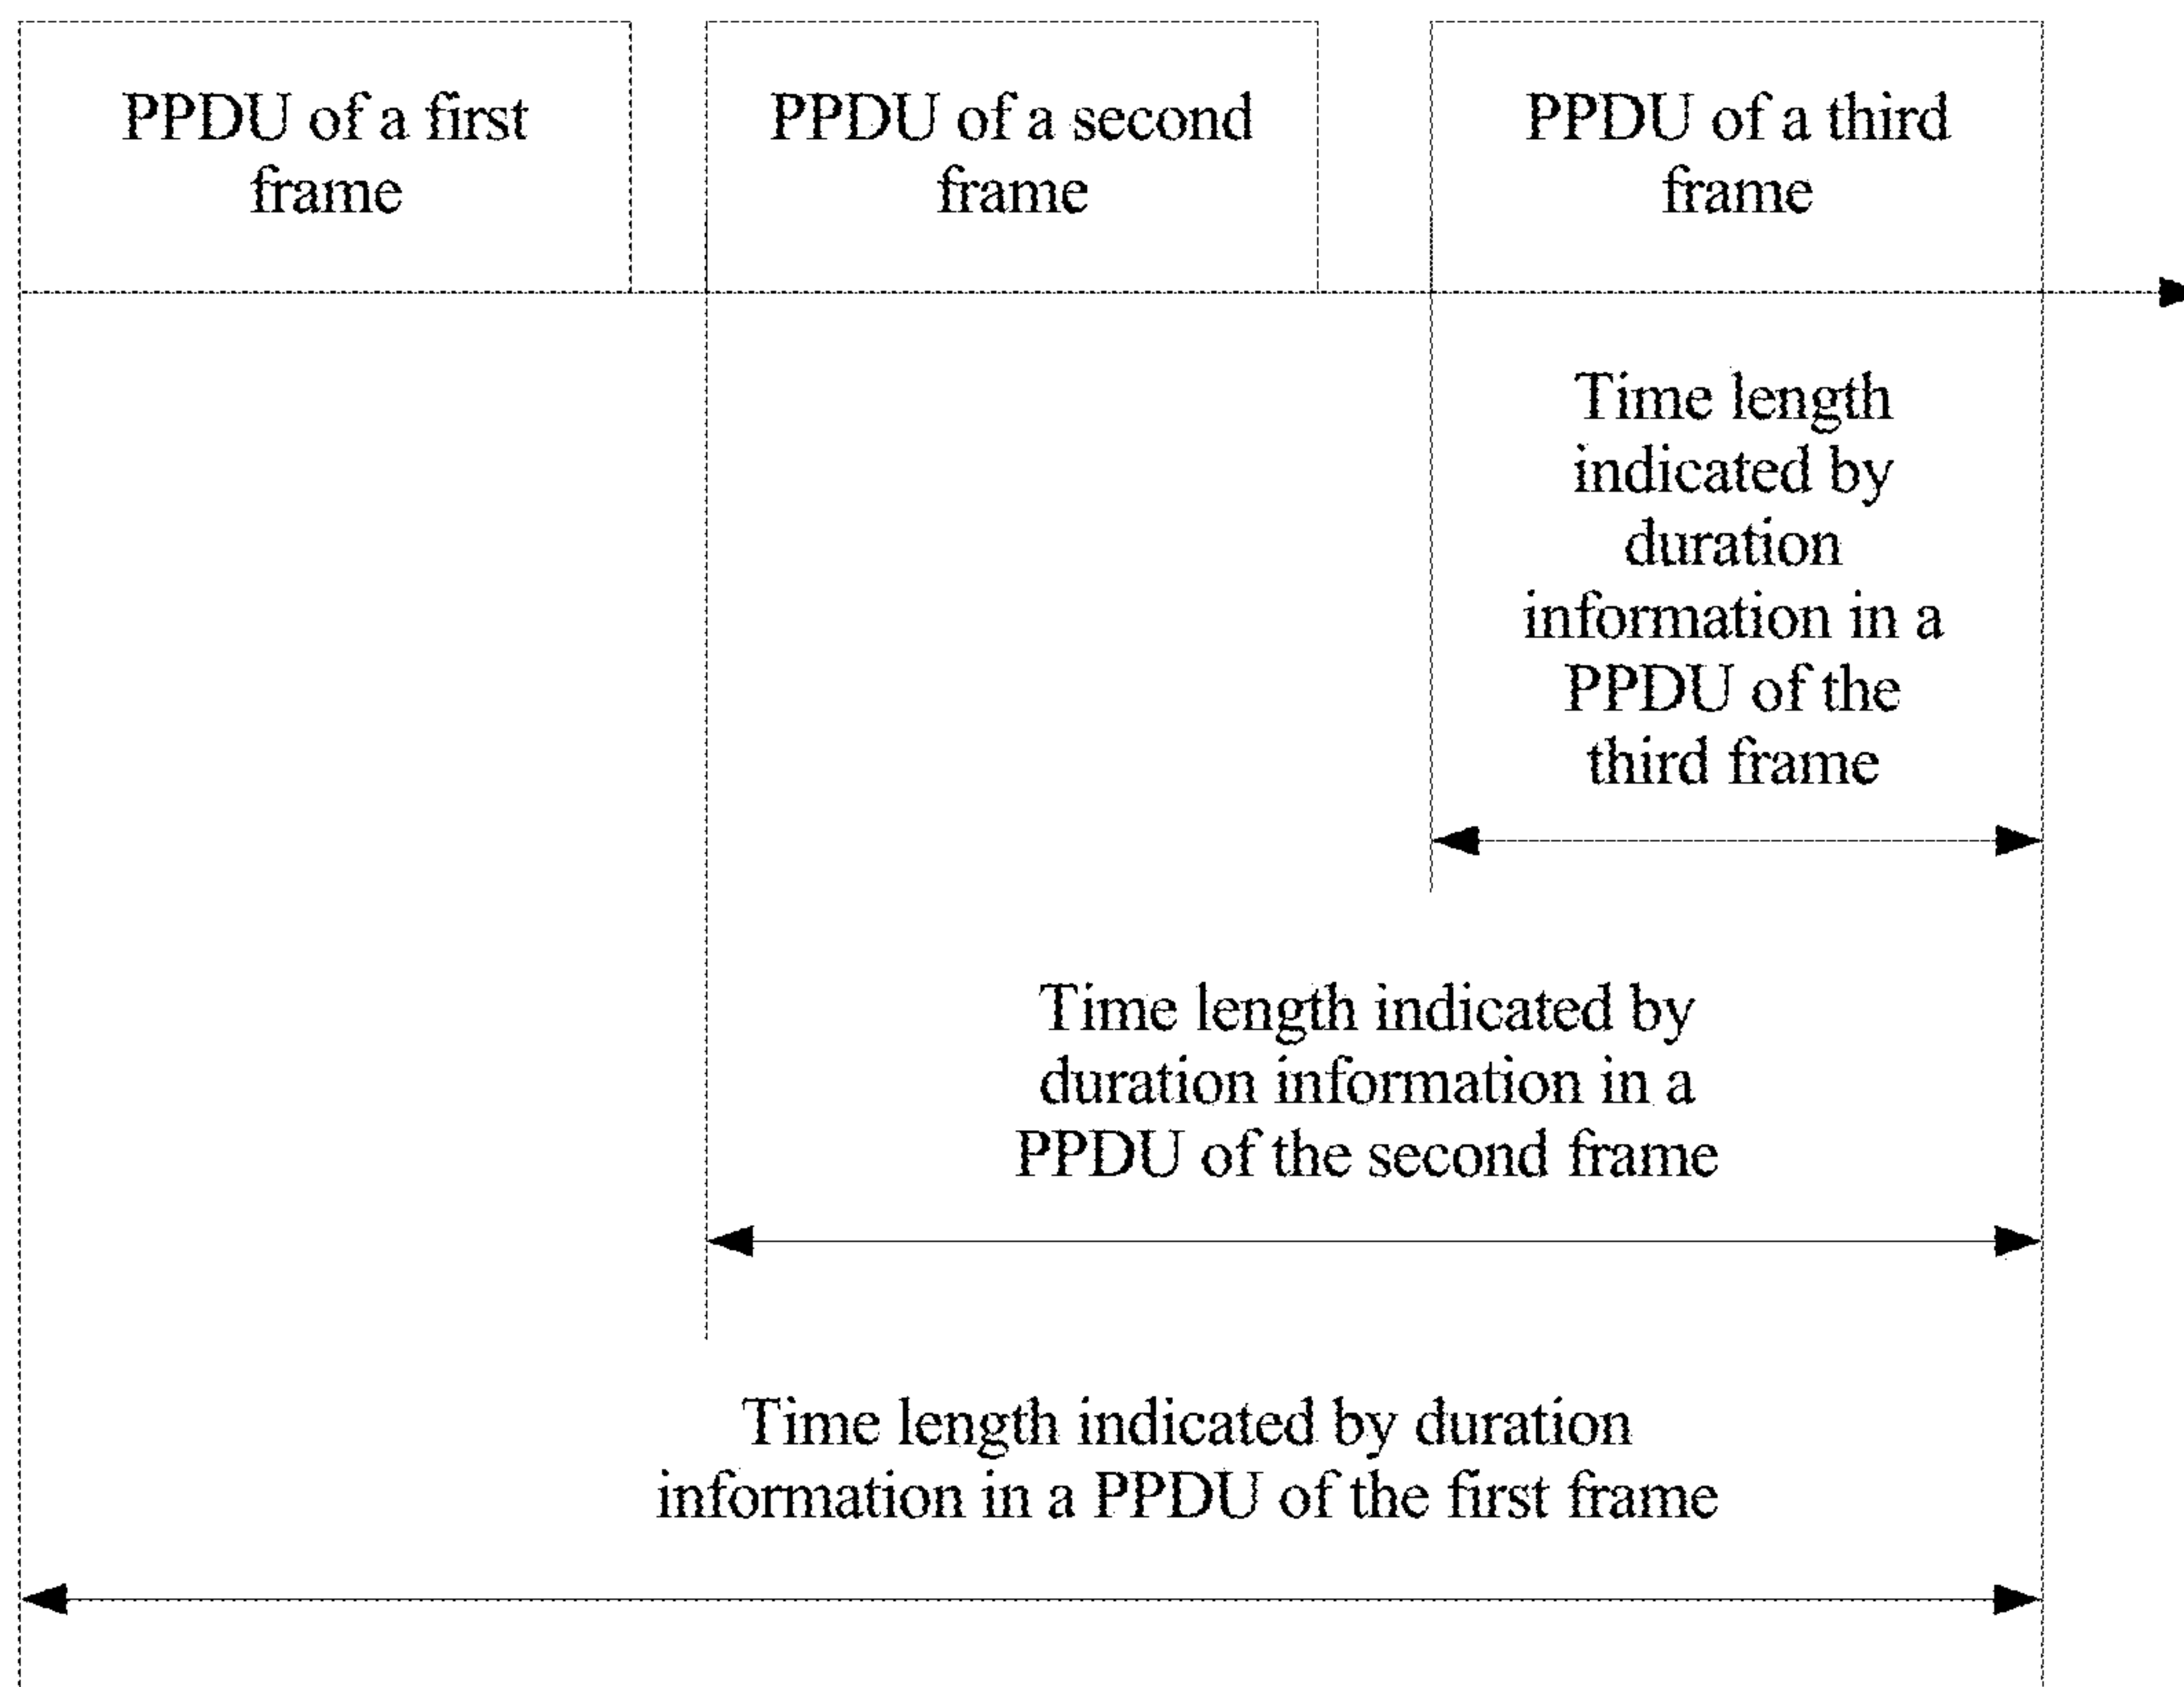 PPDU of a first
frame
PPDU of a second
frame
PPDU of a third
frame
Time length
indicated by
duration
information in a
PPDU of the
third frame
Time length indicated by
duration information in a
PPDU of the second frame
Time length indicated by duration
information in a PPDU of the first frame